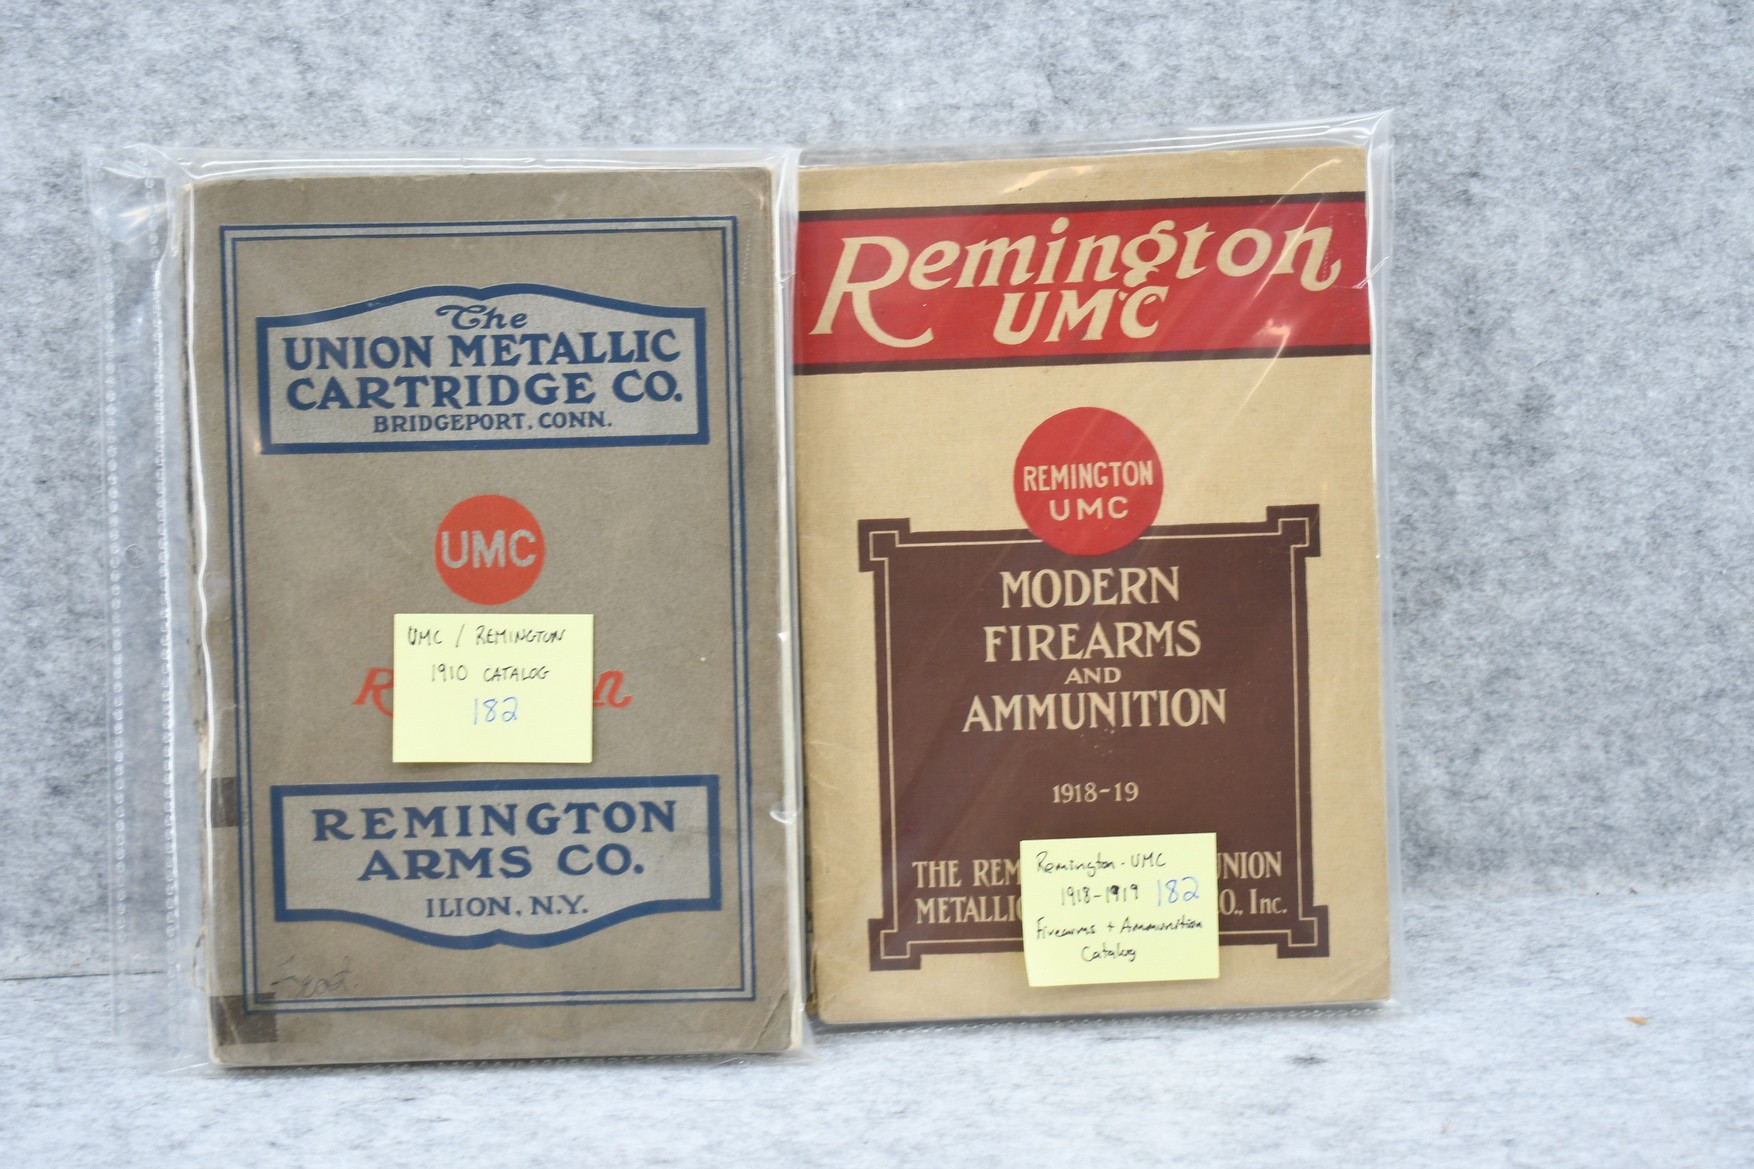 The
UNION METALLIC
CARTRIDGE CO.
BRIDGEPORT, CONN.
UMC
UMC / REMINGTON
1910 CATALOG
182
REMINGTON
ARMS CO.
ILION, N.Y.
Remington
UMC
REMINGTON
UMC
MODERN
FIREARMS
AND
AMMUNITION
1918-19
THE REM UNION
METALLIC O., Inc.
Remington-UMC
1918-1919 182
Firearms + Ammunition
Catalog